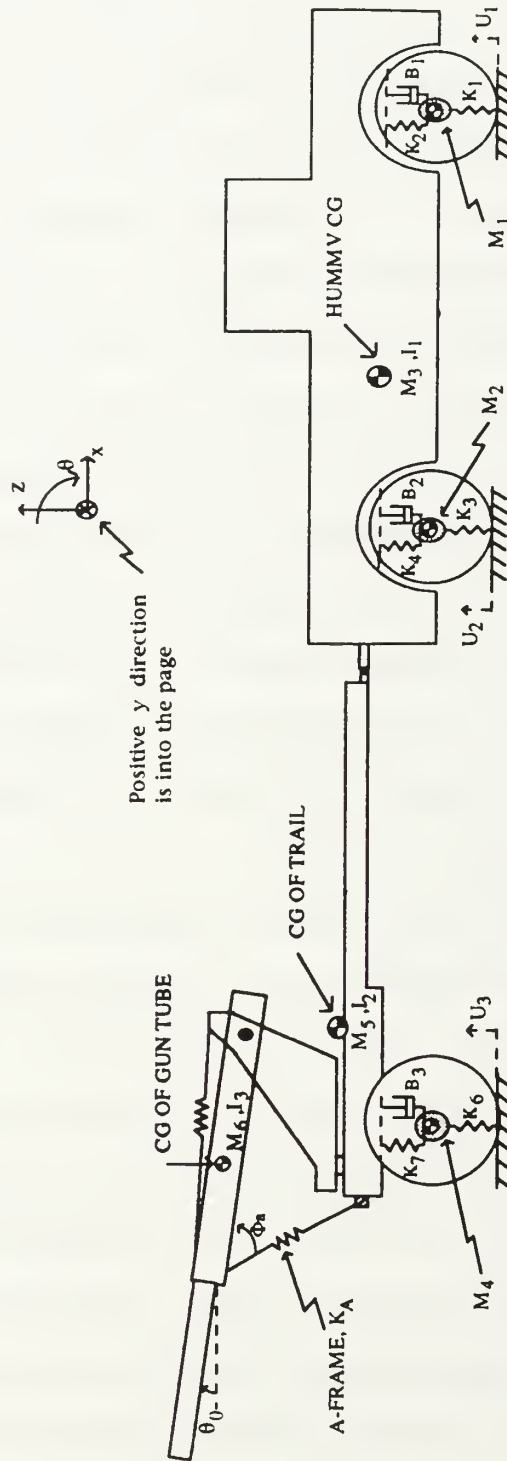 Z
θ
x
Positive y direction
is into the page
CG OF GUN TUBE
M6, I3
Φa
θ0
A-FRAME, KA
CG OF TRAIL
M5, I2
K7
B3
K6
U3
M4
HUMMV CG
M3, I1
K4
B2
K3
U2
M2
K2
B1
K1
U1
M1